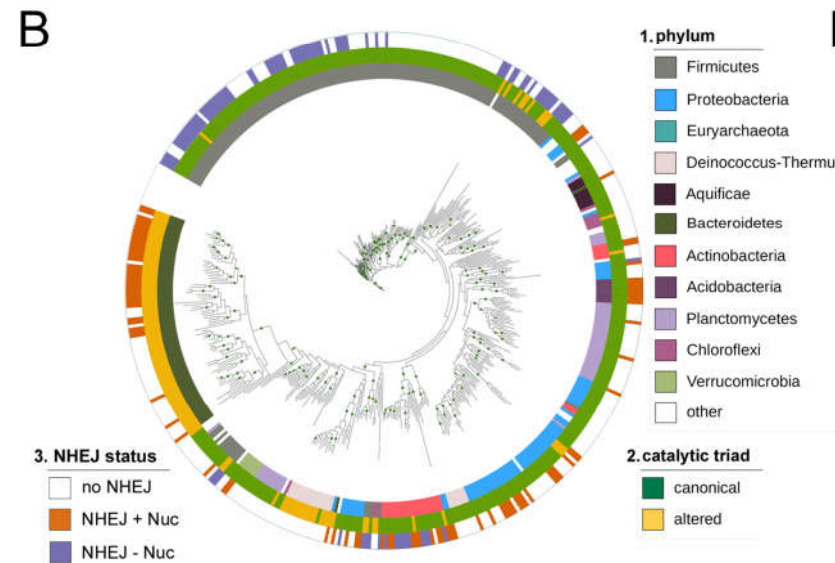 B
1. phylum
Firmicutes
Proteobacteria
Euryarchaeota
Deinococcus-Thermu
Aquificae
Bacteroidetes
Actinobacteria
Acidobacteria
Planctomycetes
Chloroflexi
Verrucomicrobia
other
3. NHEJ status
no NHEJ
NHEJ + Nuc
NHEJ - Nuc
2. catalytic triad
canonical
altered